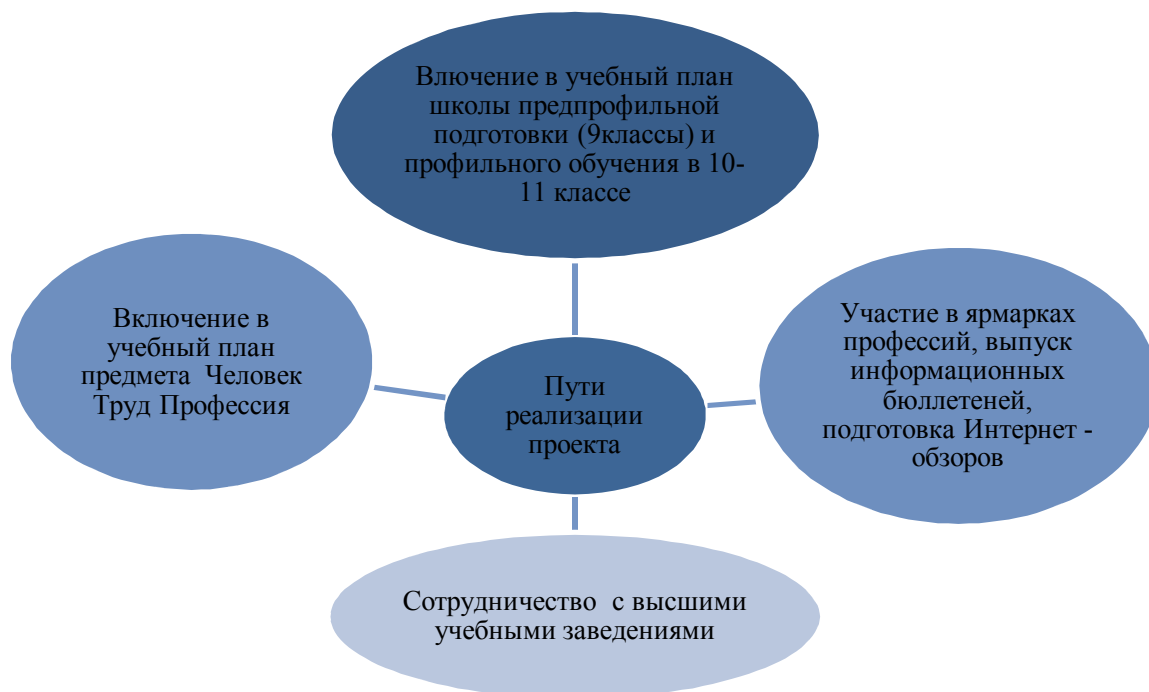 Влючение в учебный план
школы предпрофильной
подготовки (9классы) и
профильного обучения в 10-
11 классе
Включение в
учебный план
предмета Человек
Труд Профессия
Участие в ярмарках
профессий, выпуск
информационных
бюллетеней,
подготовка Интернет -
обзоров
Пути
реализации
проекта
Сотрудничество с высшими
учебными заведениями